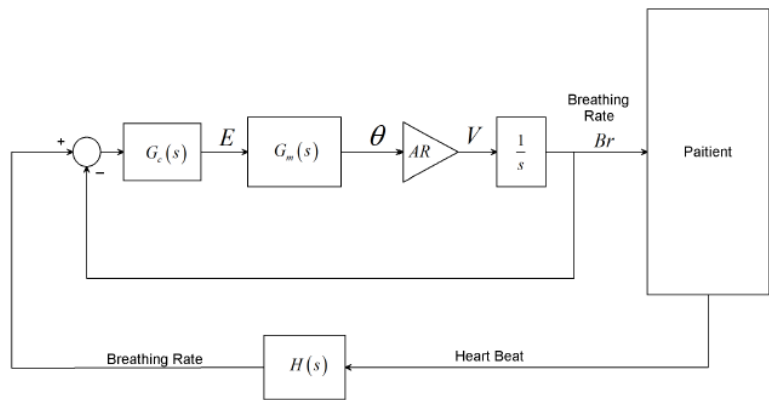 Breathing
Rate
+
G_c(s)
E
G_m(s)
θ
AR
V
1
s
Br
Paitient
−
Breathing Rate
H(s)
Heart Beat